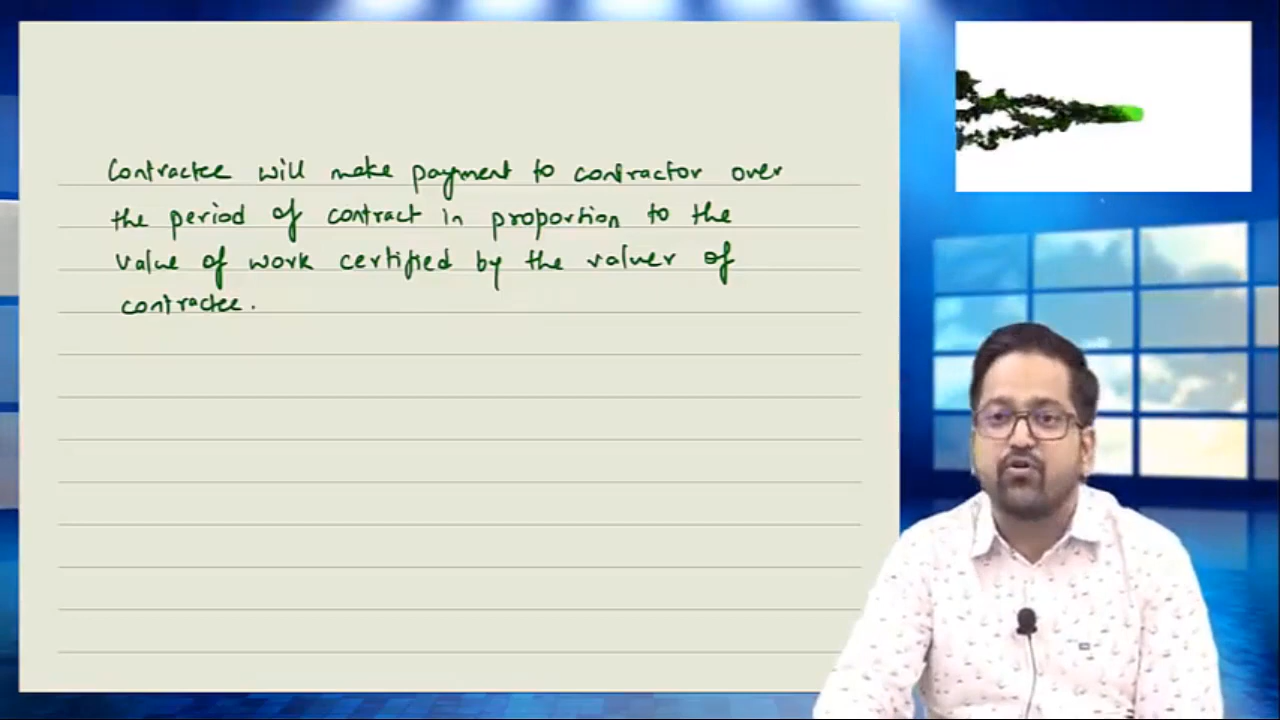 Contractee will make payment to contractor over
the period of contract in proportion to the
value of work certified by the valuer of
contractee.